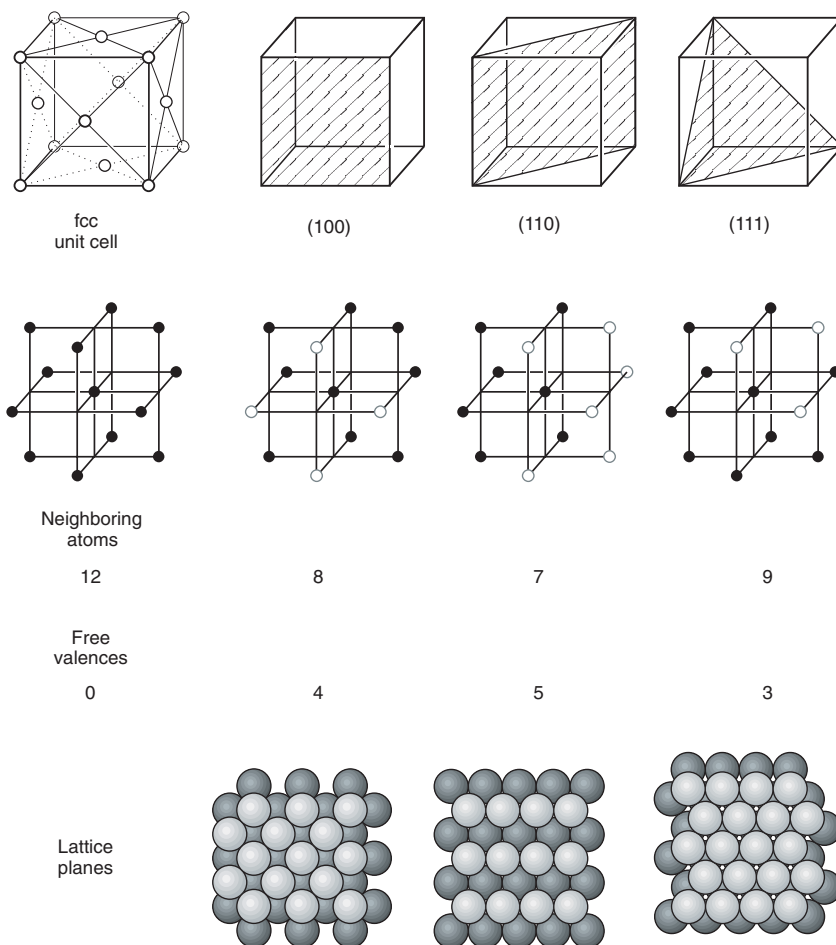 fcc
unit cell
(100)
(110)
(111)
Neighboring
atoms
12
8
7
9
Free
valences
0
4
5
3
Lattice
planes